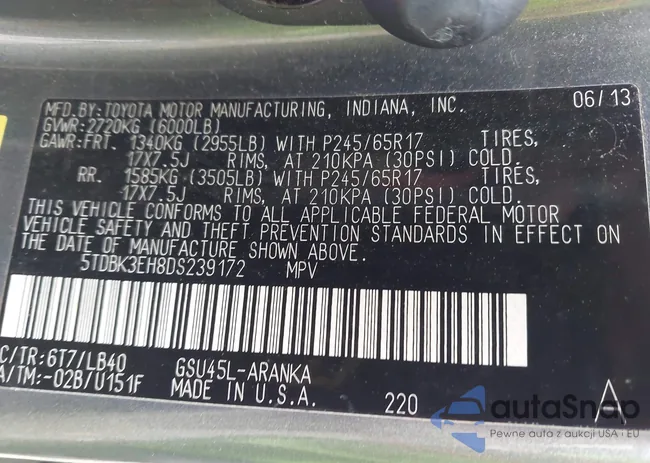 MFD.BY:TOYOTA MOTOR MANUFACTURING, INDIANA, INC. 06/13
GVWR:2720KG (6000LB)
GAWR:FRT. 1340KG (2955LB) WITH P245/65R17 TIRES,
17X7.5J RIMS, AT 210KPA (30PSI) COLD.
RR. 1585KG (3505LB) WITH P245/65R17 TIRES,
17X7.5J RIMS, AT 210KPA (30PSI) COLD.
THIS VEHICLE CONFORMS TO ALL APPLICABLE FEDERAL MOTOR
VEHICLE SAFETY AND THEFT PREVENTION STANDARDS IN EFFECT ON
THE DATE OF MANUFACTURE SHOWN ABOVE.
5TDBK3EH8DS239172 MPV
C/TR:6T7/LB40 GSU45L-ARANKA
A/TM:-02B/U151F MADE IN U.S.A. 220 A
autaSnap
Pewne auta z aukcji USA i EU